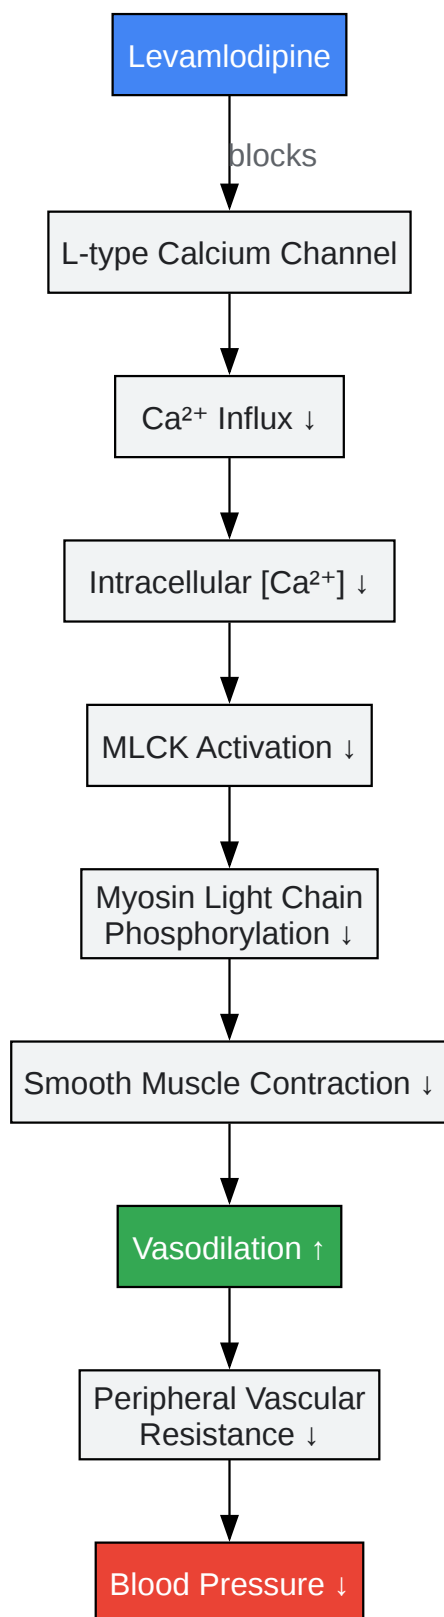 Levamlodipine
blocks
L-type Calcium Channel
Ca²⁺ Influx ↓
Intracellular [Ca²⁺] ↓
MLCK Activation ↓
Myosin Light Chain
Phosphorylation ↓
Smooth Muscle Contraction ↓
Vasodilation ↑
Peripheral Vascular
Resistance ↓
Blood Pressure ↓